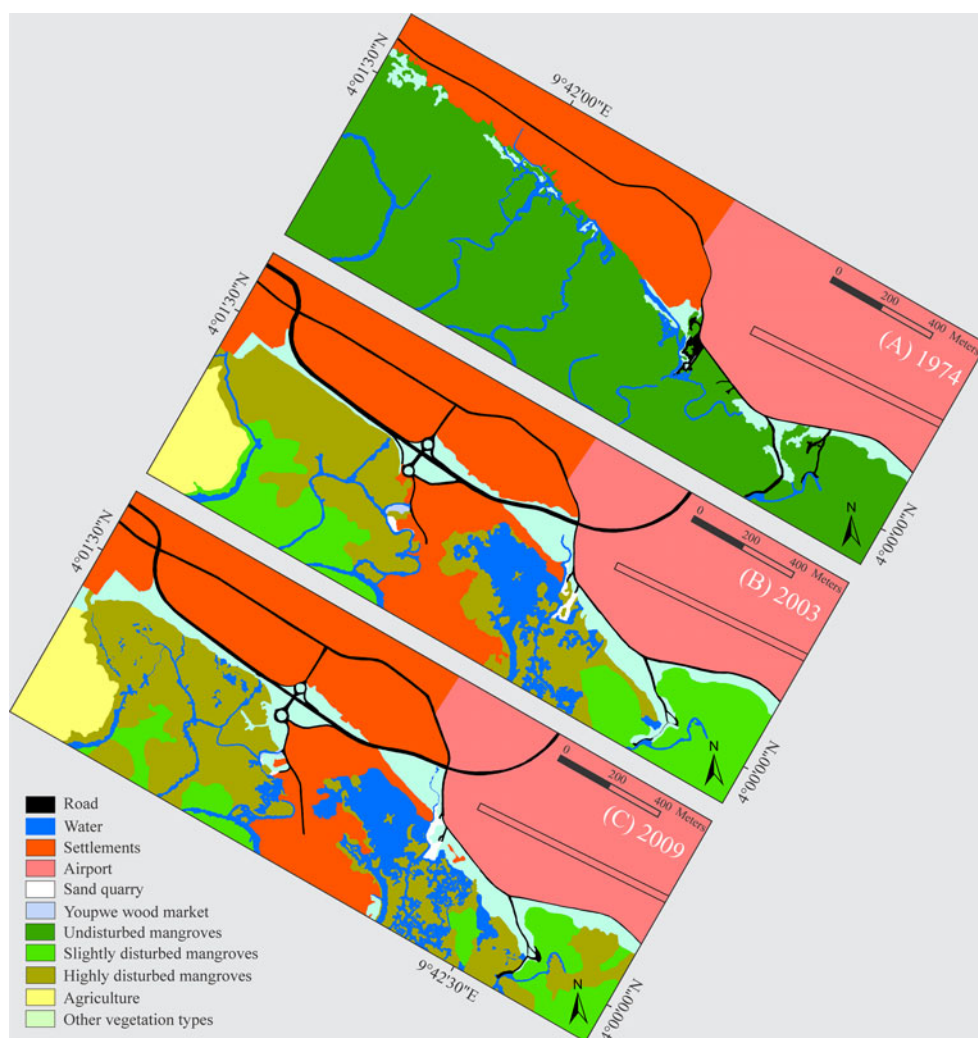 4°01'30"N
9°42'00"E
0 200 400 Meters
(A) 1974
N
4°00'00"N
4°01'30"N
0 200 400 Meters
(B) 2003
N
4°00'00"N
4°01'30"N
0 200 400 Meters
(C) 2009
9°42'30"E
N
4°00'00"N
Road
Water
Settlements
Airport
Sand quarry
Youpwe wood market
Undisturbed mangroves
Slightly disturbed mangroves
Highly disturbed mangroves
Agriculture
Other vegetation types